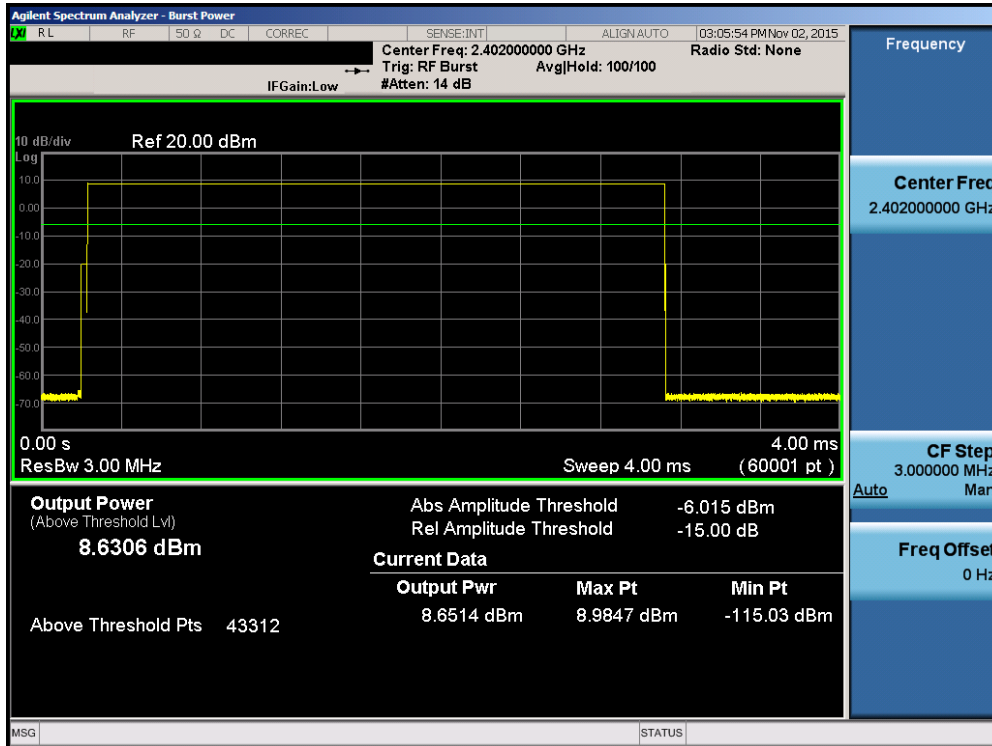 Agilent Spectrum Analyzer - Burst Power
LXI RL RF 50 Ω DC CORREC SENSE:INT ALIGN AUTO 03:05:54 PM Nov 02, 2015
Center Freq: 2.402000000 GHz Radio Std: None
Trig: RF Burst Avg|Hold: 100/100
IFGain:Low #Atten: 14 dB
10 dB/div Ref 20.00 dBm
Log
10.0
0.00
-10.0
-20.0
-30.0
-40.0
-50.0
-60.0
-70.0
0.00 s 4.00 ms
ResBw 3.00 MHz Sweep 4.00 ms (60001 pt)
Output Power
(Above Threshold Lvl)
8.6306 dBm
Above Threshold Pts 43312
Abs Amplitude Threshold -6.015 dBm
Rel Amplitude Threshold -15.00 dB
Current Data
Output Pwr Max Pt Min Pt
8.6514 dBm 8.9847 dBm -115.03 dBm
Frequency
Center Freq
2.402000000 GHz
CF Step
3.000000 MHz
Auto Man
Freq Offset
0 Hz
MSG STATUS